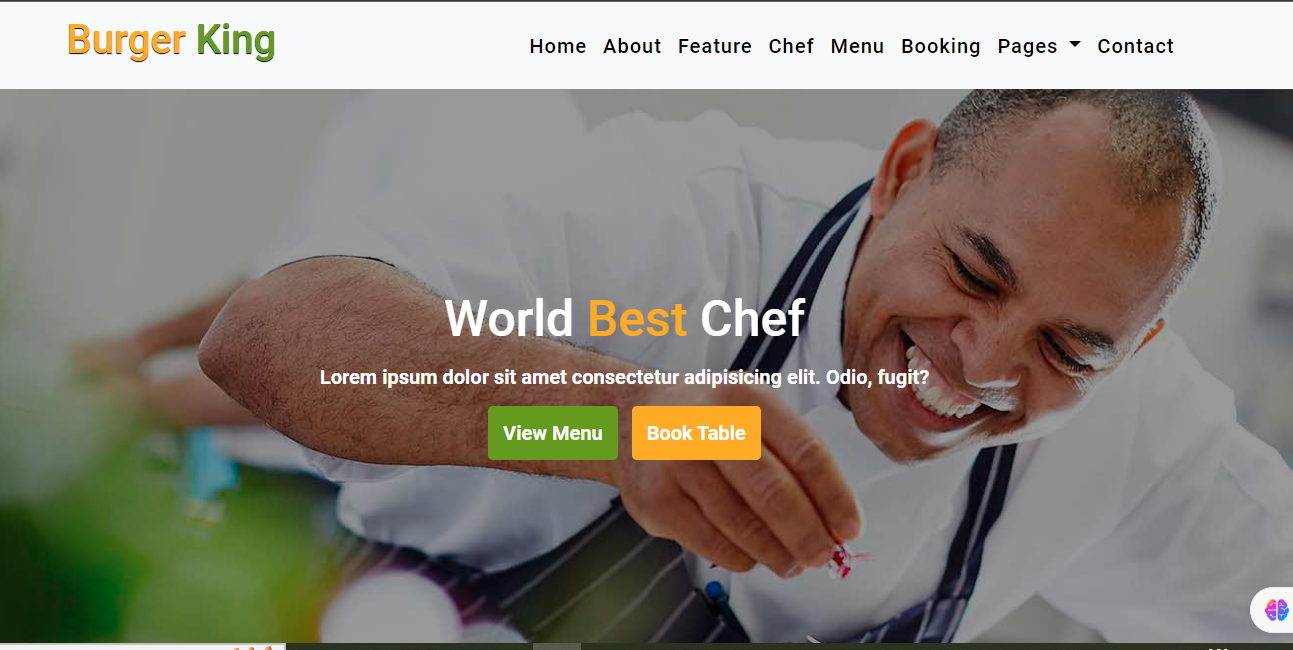 Burger King
Home About Feature Chef Menu Booking Pages Contact
World Best Chef
Lorem ipsum dolor sit amet consectetur adipisicing elit. Odio, fugit?
View Menu Book Table